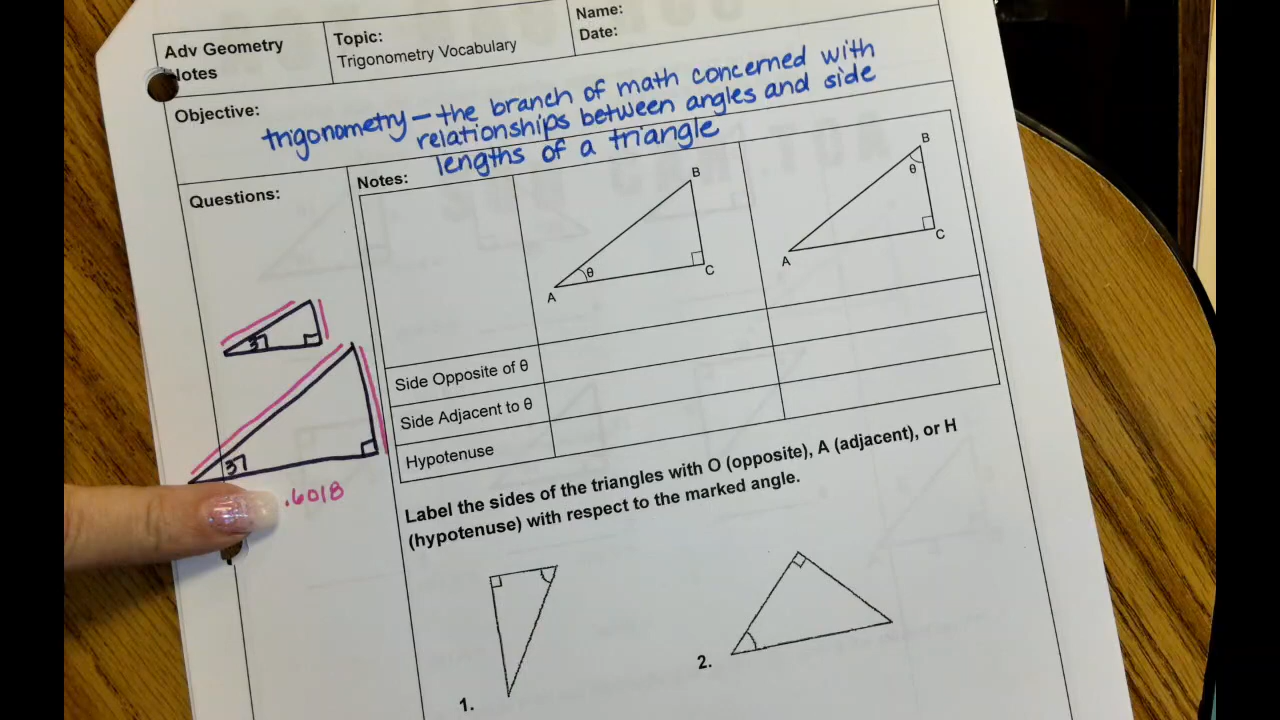 Adv Geometry
Notes
Topic:
Trigonometry Vocabulary
Name:
Date:
Objective:
trigonometry — the branch of math concerned with
relationships between angles and side
lengths of a triangle
Questions:
Notes:
B
θ
A
C
B
θ
A
C
37
37
.6018
Side Opposite of θ
Side Adjacent to θ
Hypotenuse
Label the sides of the triangles with O (opposite), A (adjacent), or H
(hypotenuse) with respect to the marked angle.
1.
2.